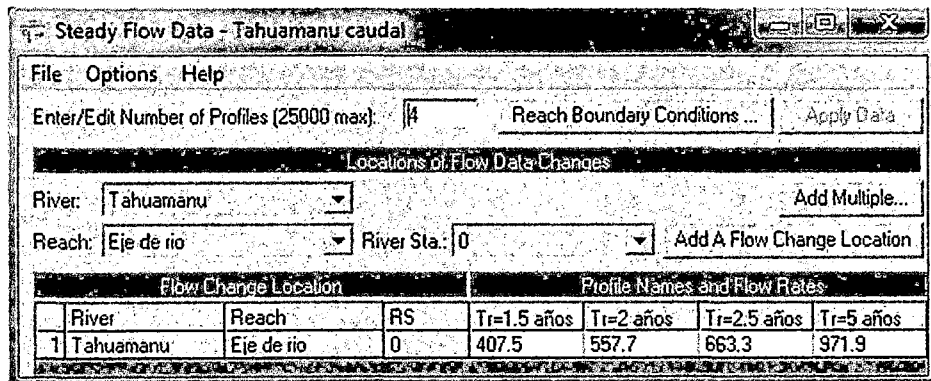 Steady Flow Data - Tahuamanu caudal
File Options Help
Enter/Edit Number of Profiles (25000 max): 4 Reach Boundary Conditions ... Apply Data
Locations of Flow Data Changes
River: Tahuamanu Add Multiple...
Reach: Eje de rio River Sta.: 0 Add A Flow Change Location
Flow Change Location Profile Names and Flow Rates
River Reach RS Tr=1.5 años Tr=2 años Tr=2.5 años Tr=5 años
1 Tahuamanu Eje de rio 0 407.5 557.7 663.3 971.9